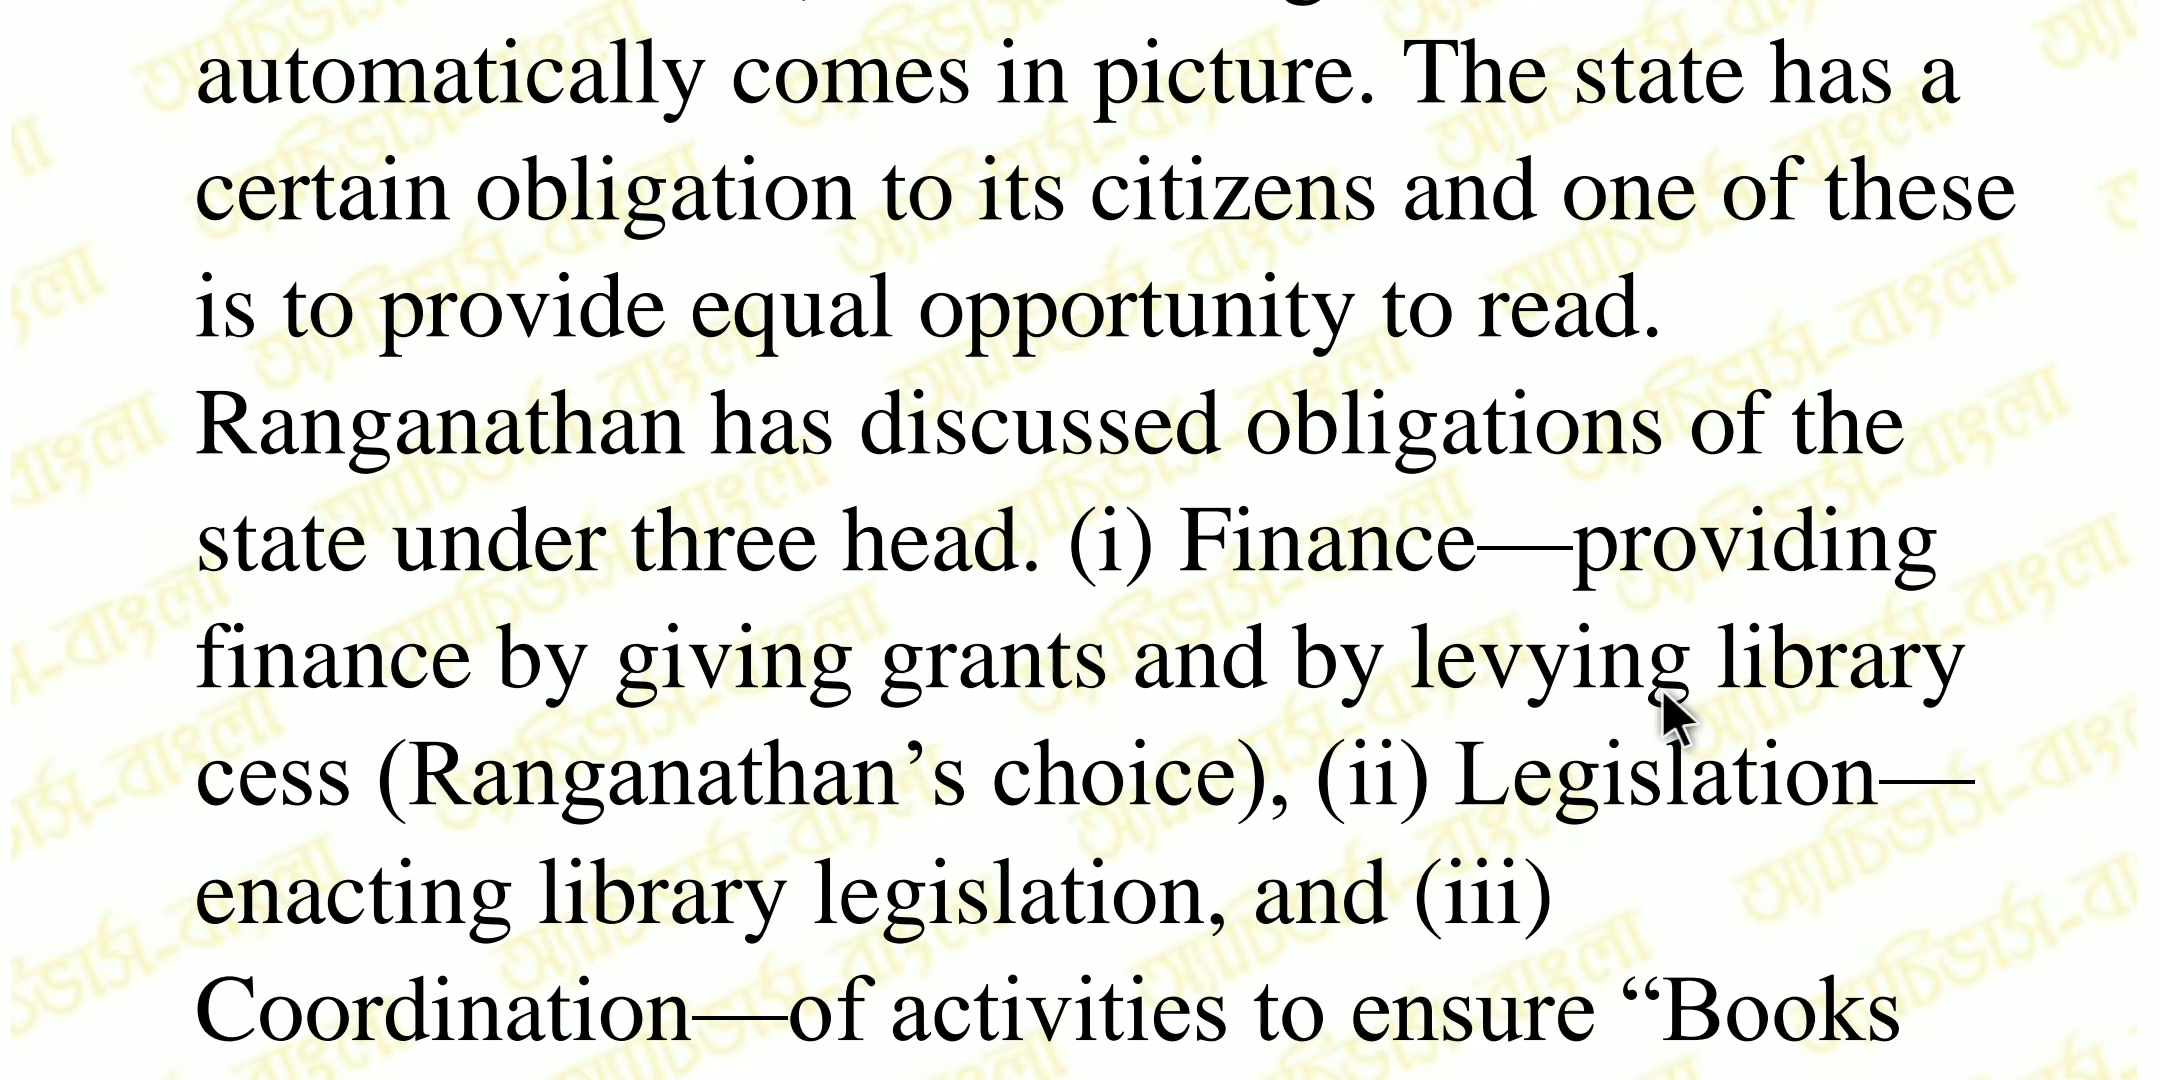 automatically comes in picture. The state has a
certain obligation to its citizens and one of these
is to provide equal opportunity to read.
Ranganathan has discussed obligations of the
state under three head. (i) Finance—providing
finance by giving grants and by levying library
cess (Ranganathan’s choice), (ii) Legislation—
enacting library legislation, and (iii)
Coordination—of activities to ensure “Books